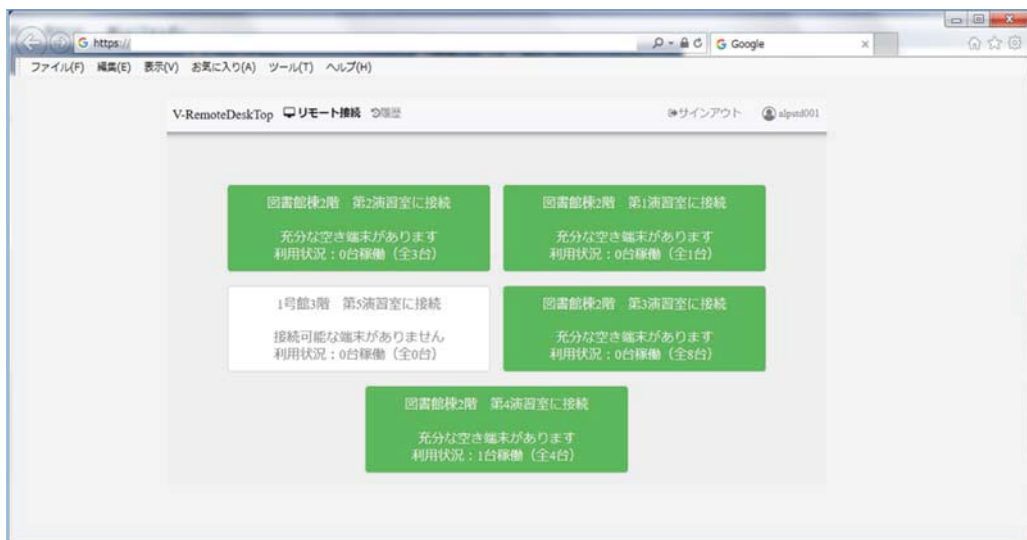 https://
Google
ファイル(F) 編集(E) 表示(V) お気に入り(A) ツール(T) ヘルプ(H)
V-RemoteDeskTop リモート接続 履歴 サインアウト alpstd001
図書館棟2階 第2演習室に接続
充分な空き端末があります
利用状況：0台稼働（全3台）
図書館棟2階 第1演習室に接続
充分な空き端末があります
利用状況：0台稼働（全1台）
1号館3階 第5演習室に接続
接続可能な端末がありません
利用状況：0台稼働（全0台）
図書館棟2階 第3演習室に接続
充分な空き端末があります
利用状況：0台稼働（全8台）
図書館棟2階 第4演習室に接続
充分な空き端末があります
利用状況：1台稼働（全4台）